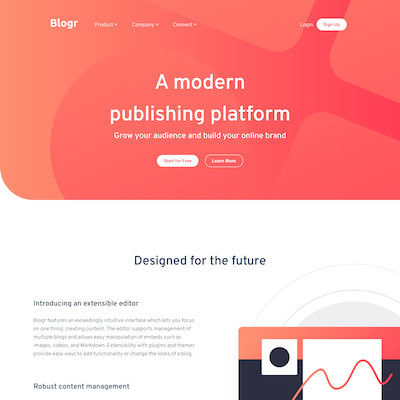 Blogr
Product
Company
Connect
Login
Sign Up
A modern
publishing platform
Grow your audience and build your online brand
Start for Free
Learn More
Designed for the future
Introducing an extensible editor
Blogr features an exceedingly intuitive interface which lets you focus
on one thing: creating content. The editor supports management of
multiple blogs and allows easy manipulation of embeds such as
images, videos, and Markdown. Extensibility with plugins and themes
provide easy ways to add functionality or change the looks of a blog.
Robust content management